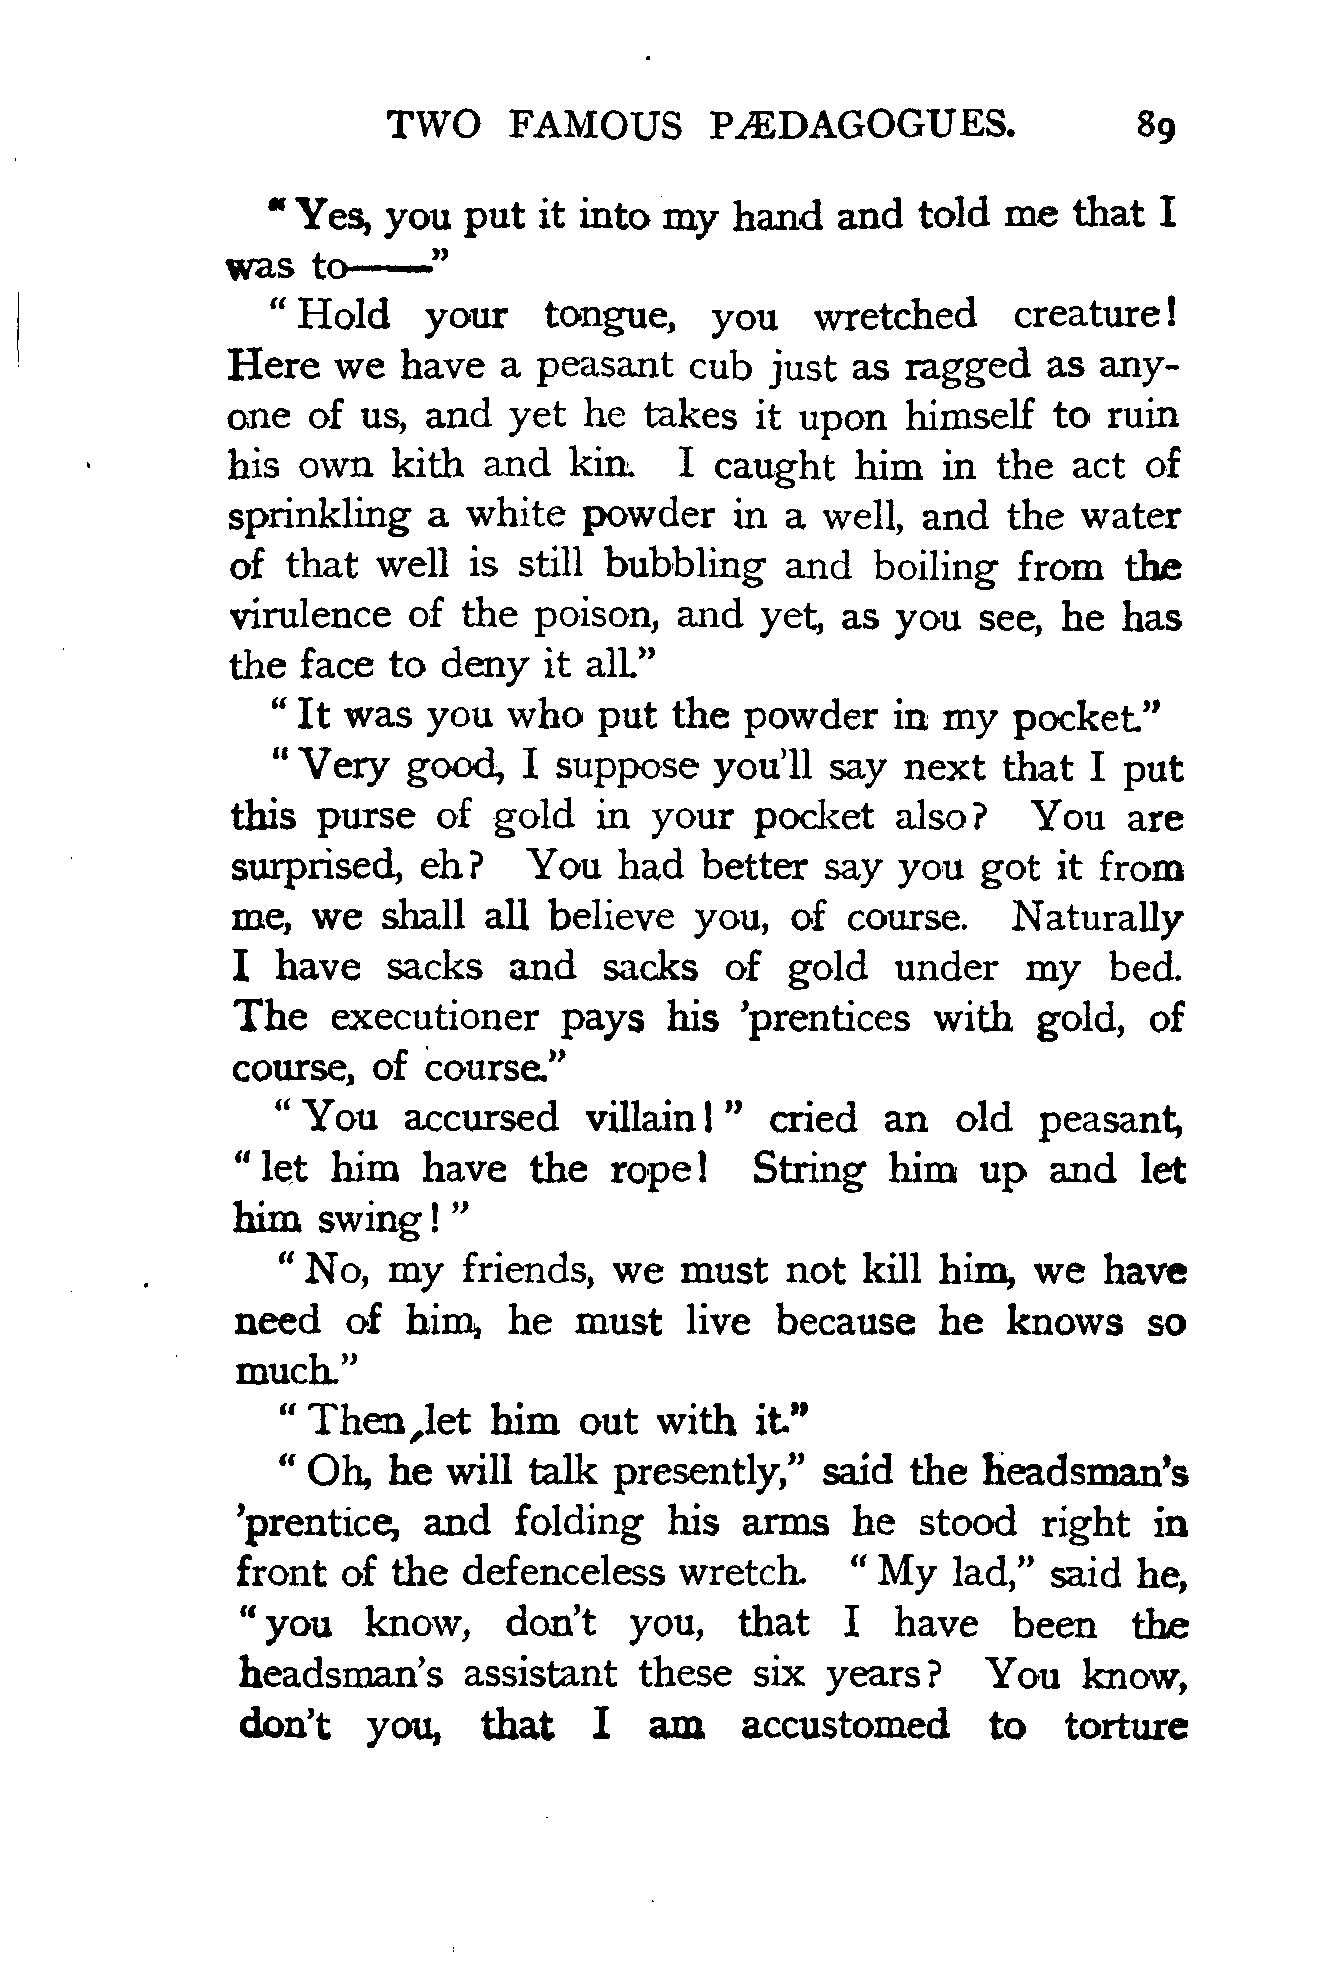 TWO FAMOUS PÆDAGOGUES. 89
"Yes, you put it into my hand and told me that I
was to——"
"Hold your tongue, you wretched creature!
Here we have a peasant cub just as ragged as any-
one of us, and yet he takes it upon himself to ruin
his own kith and kin. I caught him in the act of
sprinkling a white powder in a well, and the water
of that well is still bubbling and boiling from the
virulence of the poison, and yet, as you see, he has
the face to deny it all."
"It was you who put the powder in my pocket."
"Very good, I suppose you'll say next that I put
this purse of gold in your pocket also? You are
surprised, eh? You had better say you got it from
me, we shall all believe you, of course. Naturally
I have sacks and sacks of gold under my bed.
The executioner pays his 'prentices with gold, of
course, of course."
"You accursed villain!" cried an old peasant,
"let him have the rope! String him up and let
him swing!"
"No, my friends, we must not kill him, we have
need of him, he must live because he knows so
much."
"Then, let him out with it."
"Oh, he will talk presently," said the headsman's
'prentice, and folding his arms he stood right in
front of the defenceless wretch. "My lad," said he,
"you know, don't you, that I have been the
headsman's assistant these six years? You know,
don't you, that I am accustomed to torture